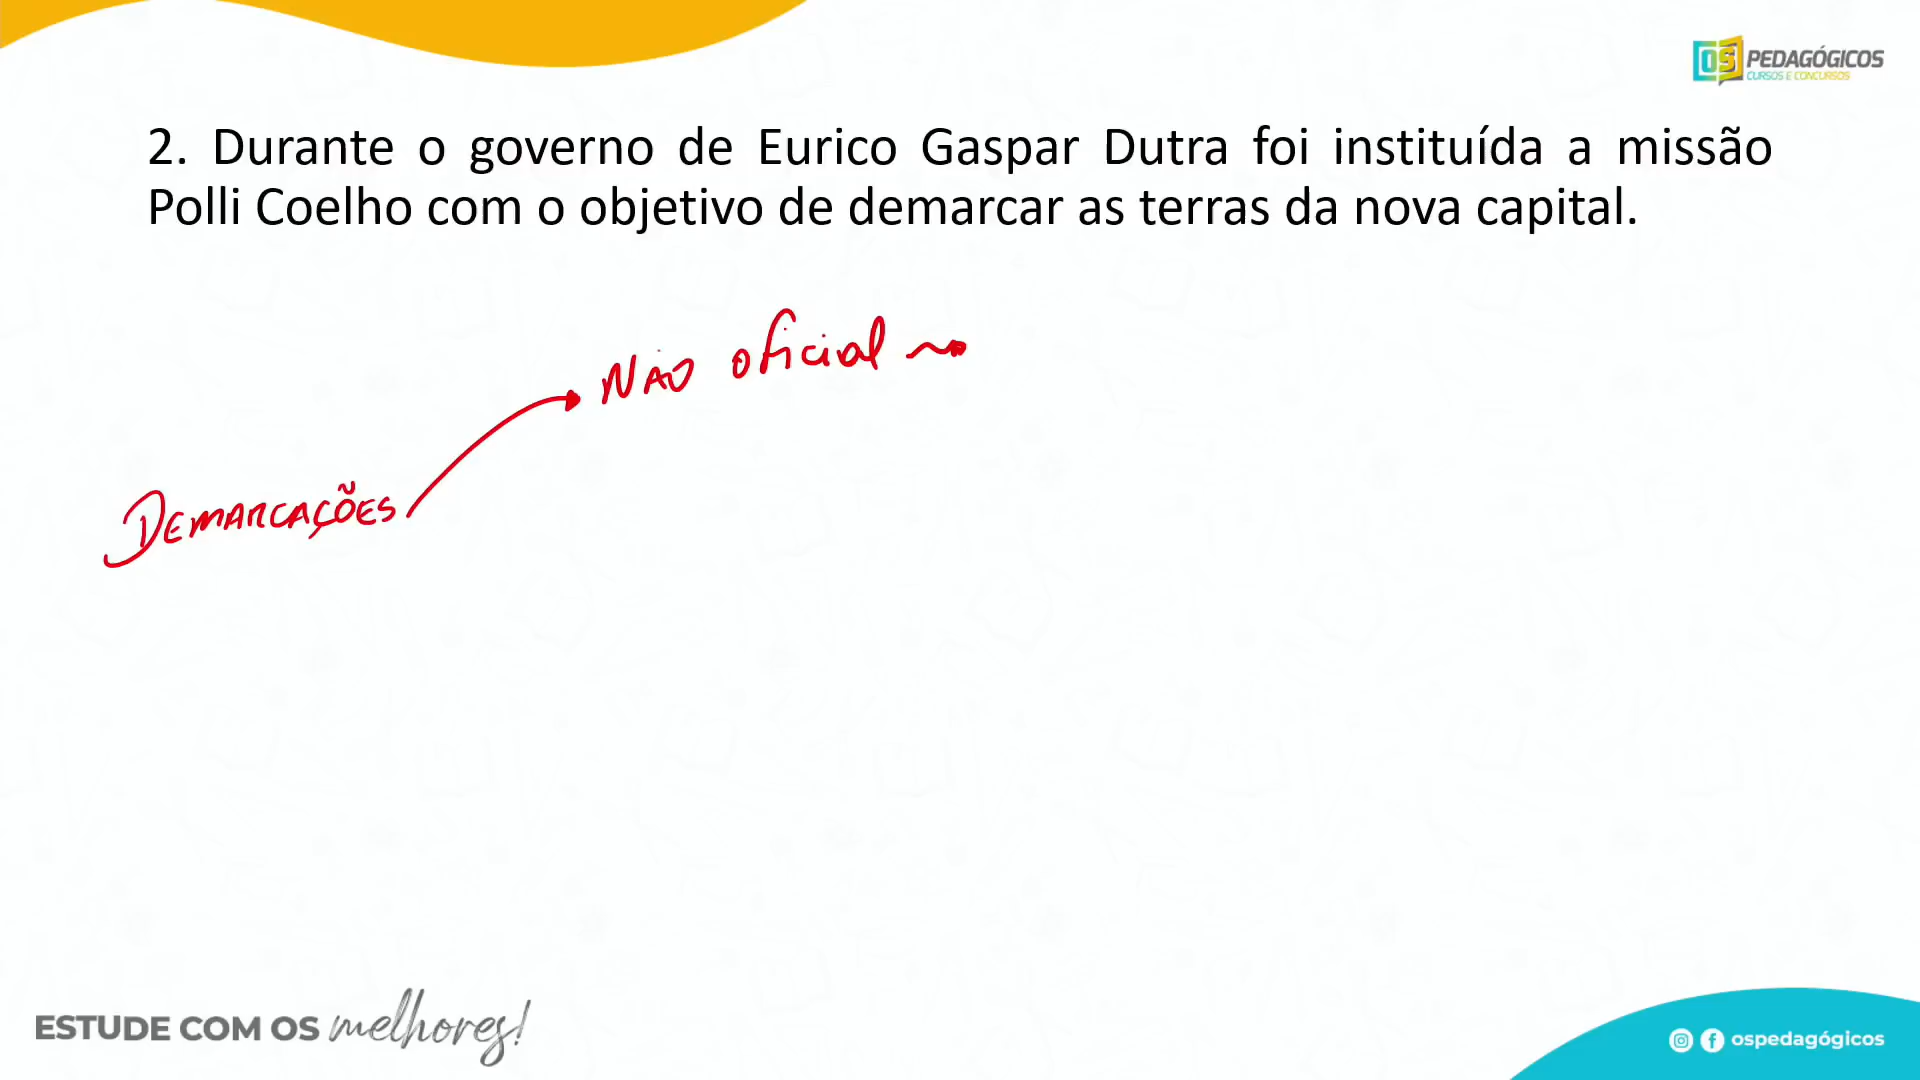 OS PEDAGÓGICOS
CURSOS E CONCURSOS
2. Durante o governo de Eurico Gaspar Dutra foi instituída a missão
Polli Coelho com o objetivo de demarcar as terras da nova capital.
NÃO oficial
DEMARCAÇÕES
ESTUDE COM OS melhores!
ospedagógicos